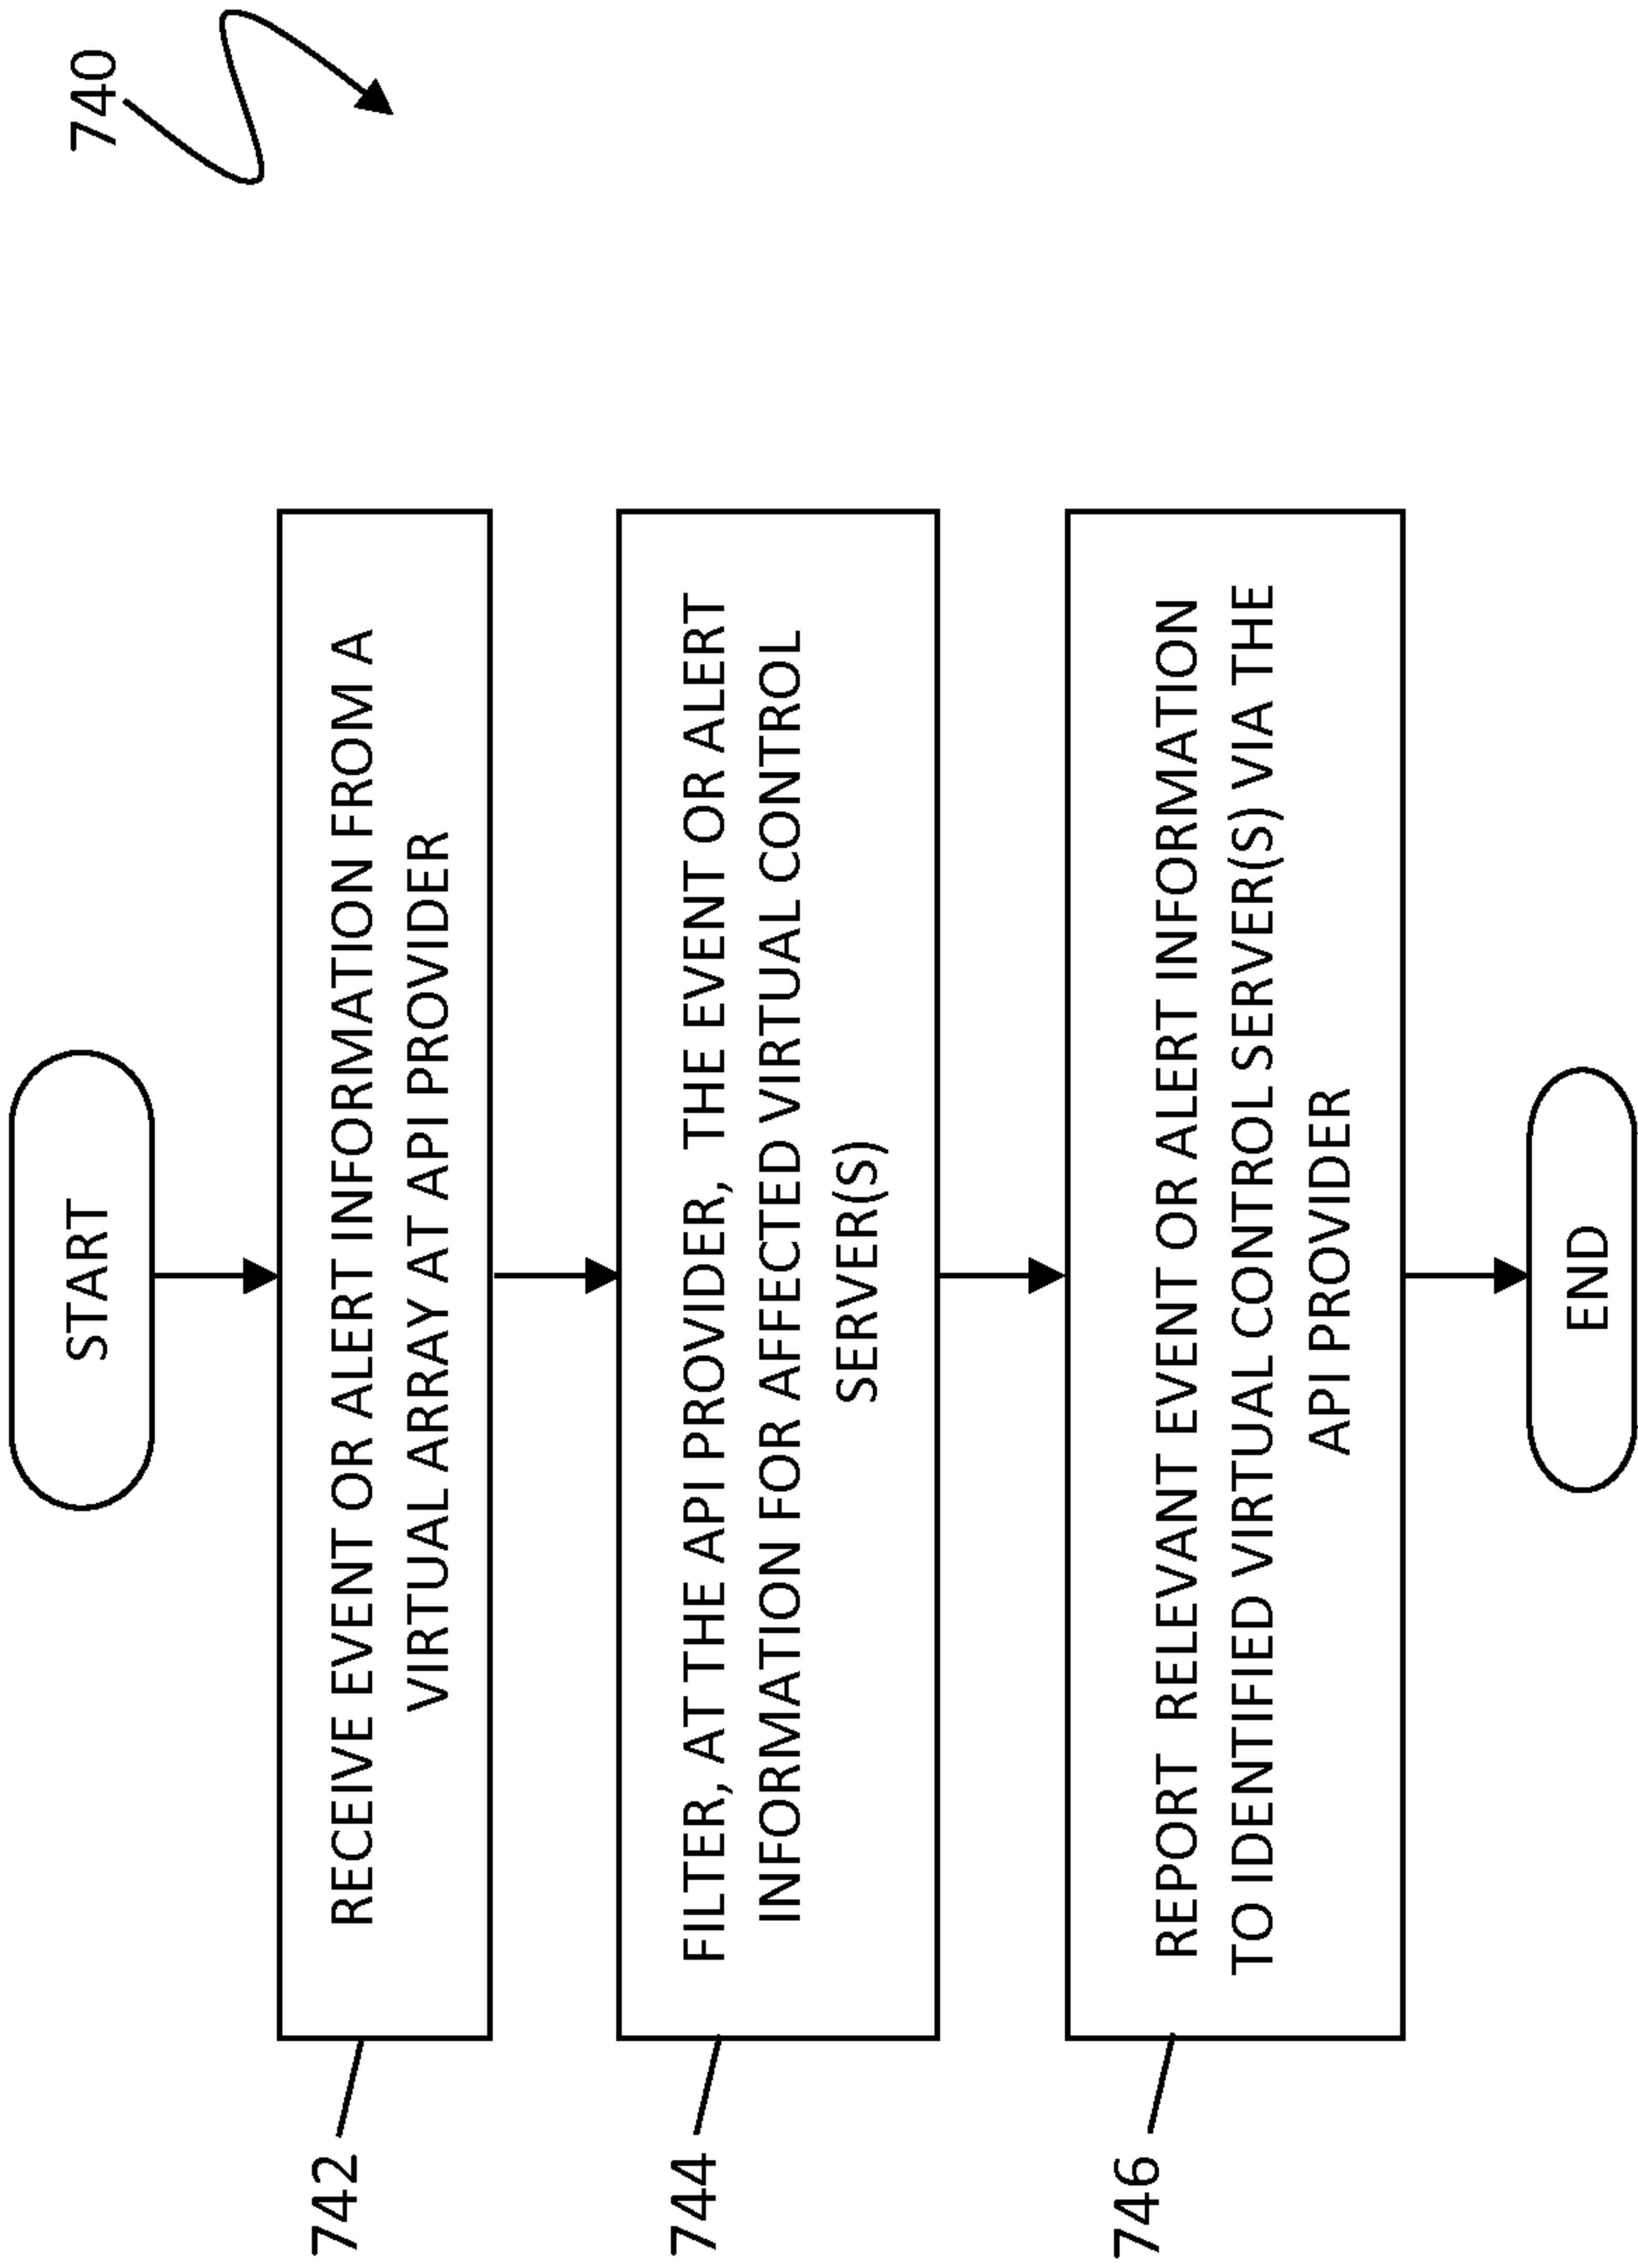 740
START
742
RECEIVE EVENT OR ALERT INFORMATION FROM A
VIRTUAL ARRAY AT API PROVIDER
744
FILTER, AT THE API PROVIDER, THE EVENT OR ALERT
INFORMATION FOR AFFECTED VIRTUAL CONTROL
SERVER(S)
746
REPORT RELEVANT EVENT OR ALERT INFORMATION
TO IDENTIFIED VIRTUAL CONTROL SERVER(S) VIA THE
API PROVIDER
END